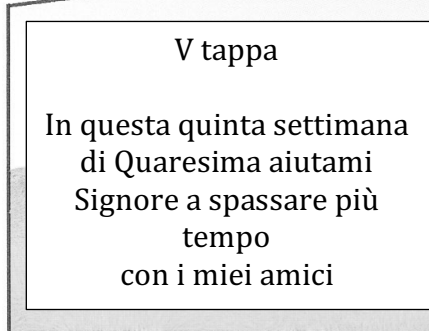 V tappa
In questa quinta settimana
di Quaresima aiutami
Signore a spassare più
tempo
con i miei amici